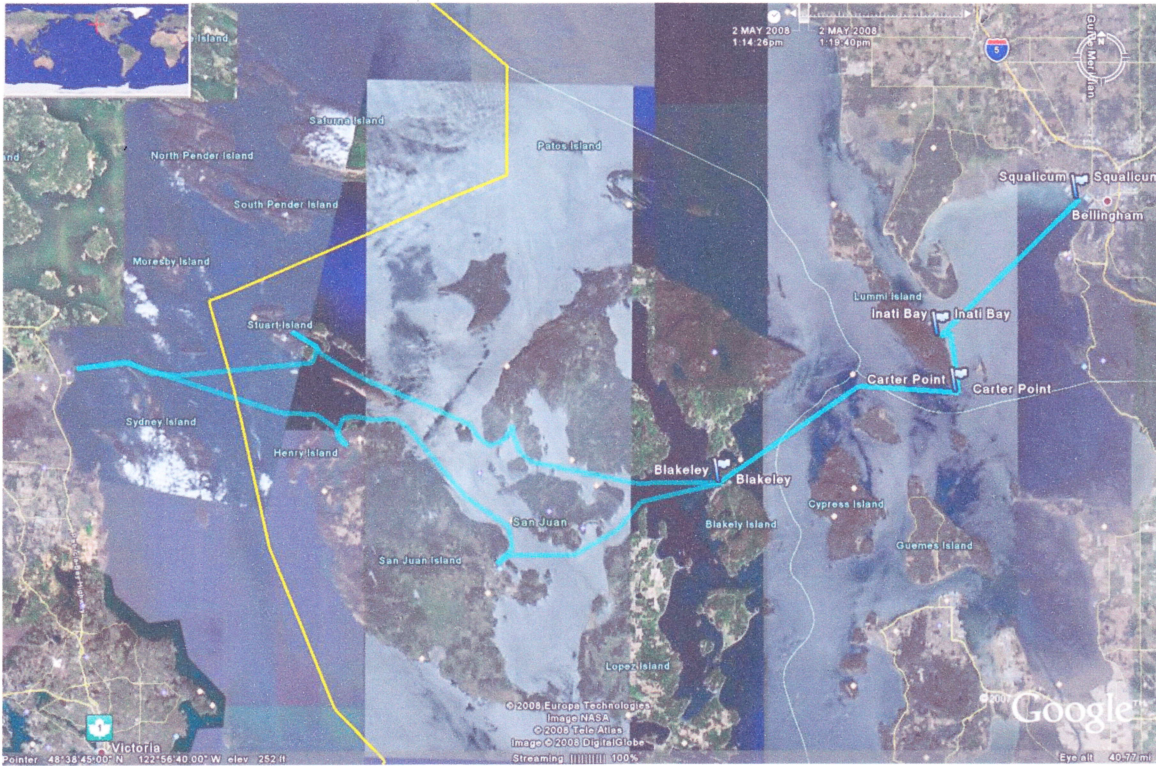 2 MAY 2008
1:14:26pm
2 MAY 2008
1:19:40pm
5
Guide Meridian
N
Island
Saturna Island
North Pender Island
Patos Island
Squalicum
Squalicum
South Pender Island
Bellingham
Moresby Island
Lummi Island
Inati Bay
Inati Bay
Stuart Island
Carter Point
Carter Point
Sydney Island
Henry Island
Blakeley
Blakeley
Cypress Island
San Juan
Blakely Island
Guemes Island
San Juan Island
Lopez Island
© 2007 Google
© 2008 Europa Technologies
Image NASA
© 2008 Tele Atlas
Image © 2008 DigitalGlobe
1
Victoria
Pointer 48°38'45.00" N 122°56'40.00" W elev 252 ft
Streaming 100%
Eye alt 40.77 mi